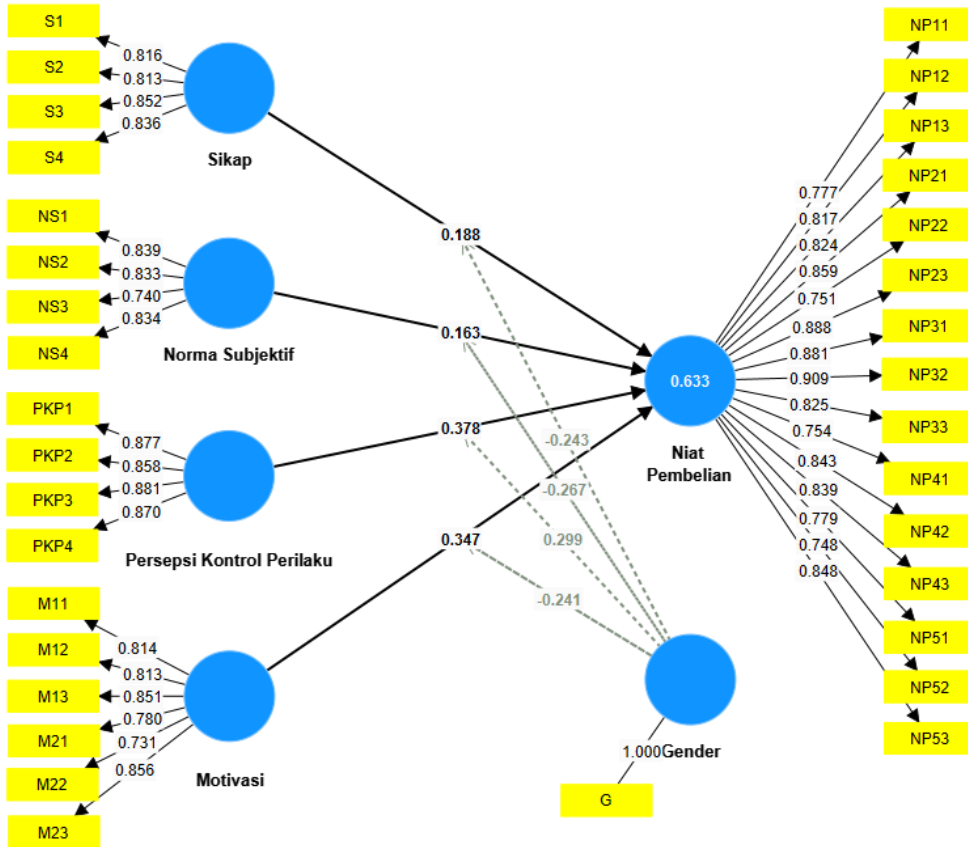 S1
S2
S3
S4
0.816
0.813
0.852
0.836
Sikap
NS1
NS2
NS3
NS4
0.839
0.833
0.740
0.834
Norma Subjektif
PKP1
PKP2
PKP3
PKP4
0.877
0.858
0.881
0.870
Persepsi Kontrol Perilaku
M11
M12
M13
M21
M22
M23
0.814
0.813
0.851
0.780
0.731
0.856
Motivasi
0.188
0.163
0.378
0.347
-0.243
-0.267
0.299
-0.241
0.633
Niat
Pembelian
1.000
Gender
G
0.777
0.817
0.824
0.859
0.751
0.888
0.881
0.909
0.825
0.754
0.843
0.839
0.779
0.748
0.848
NP11
NP12
NP13
NP21
NP22
NP23
NP31
NP32
NP33
NP41
NP42
NP43
NP51
NP52
NP53